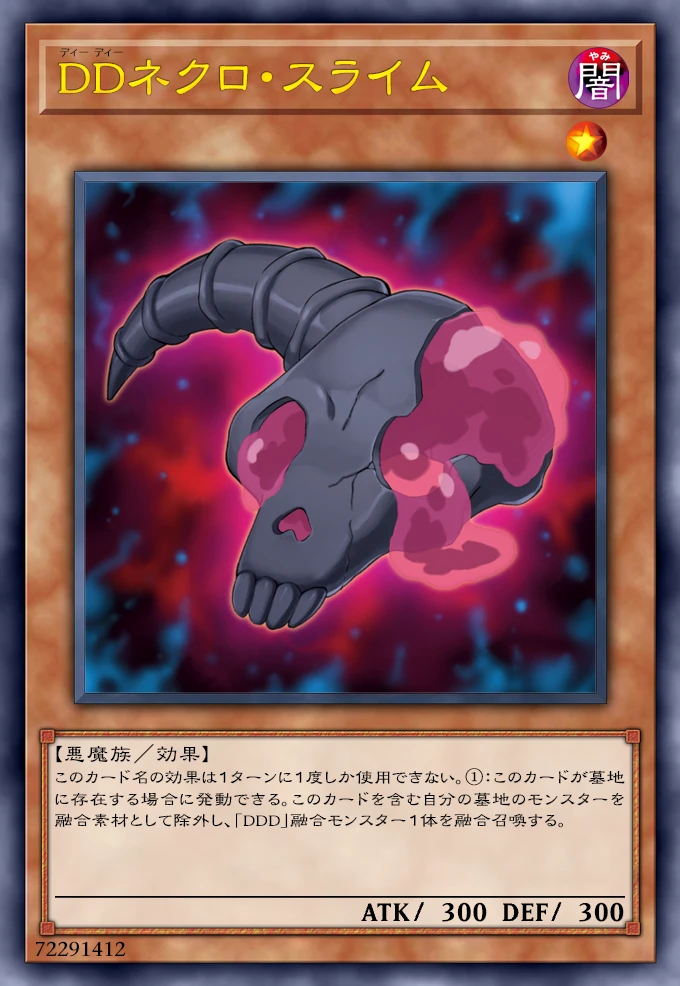 ディー ディー
DDネクロ・スライム
やみ
闇
【悪魔族／効果】
このカード名の効果は1ターンに1度しか使用できない。①：このカードが墓地
に存在する場合に発動できる。このカードを含む自分の墓地のモンスターを
融合素材として除外し、「DDD」融合モンスター1体を融合召喚する。
ATK/ 300 DEF/ 300
72291412